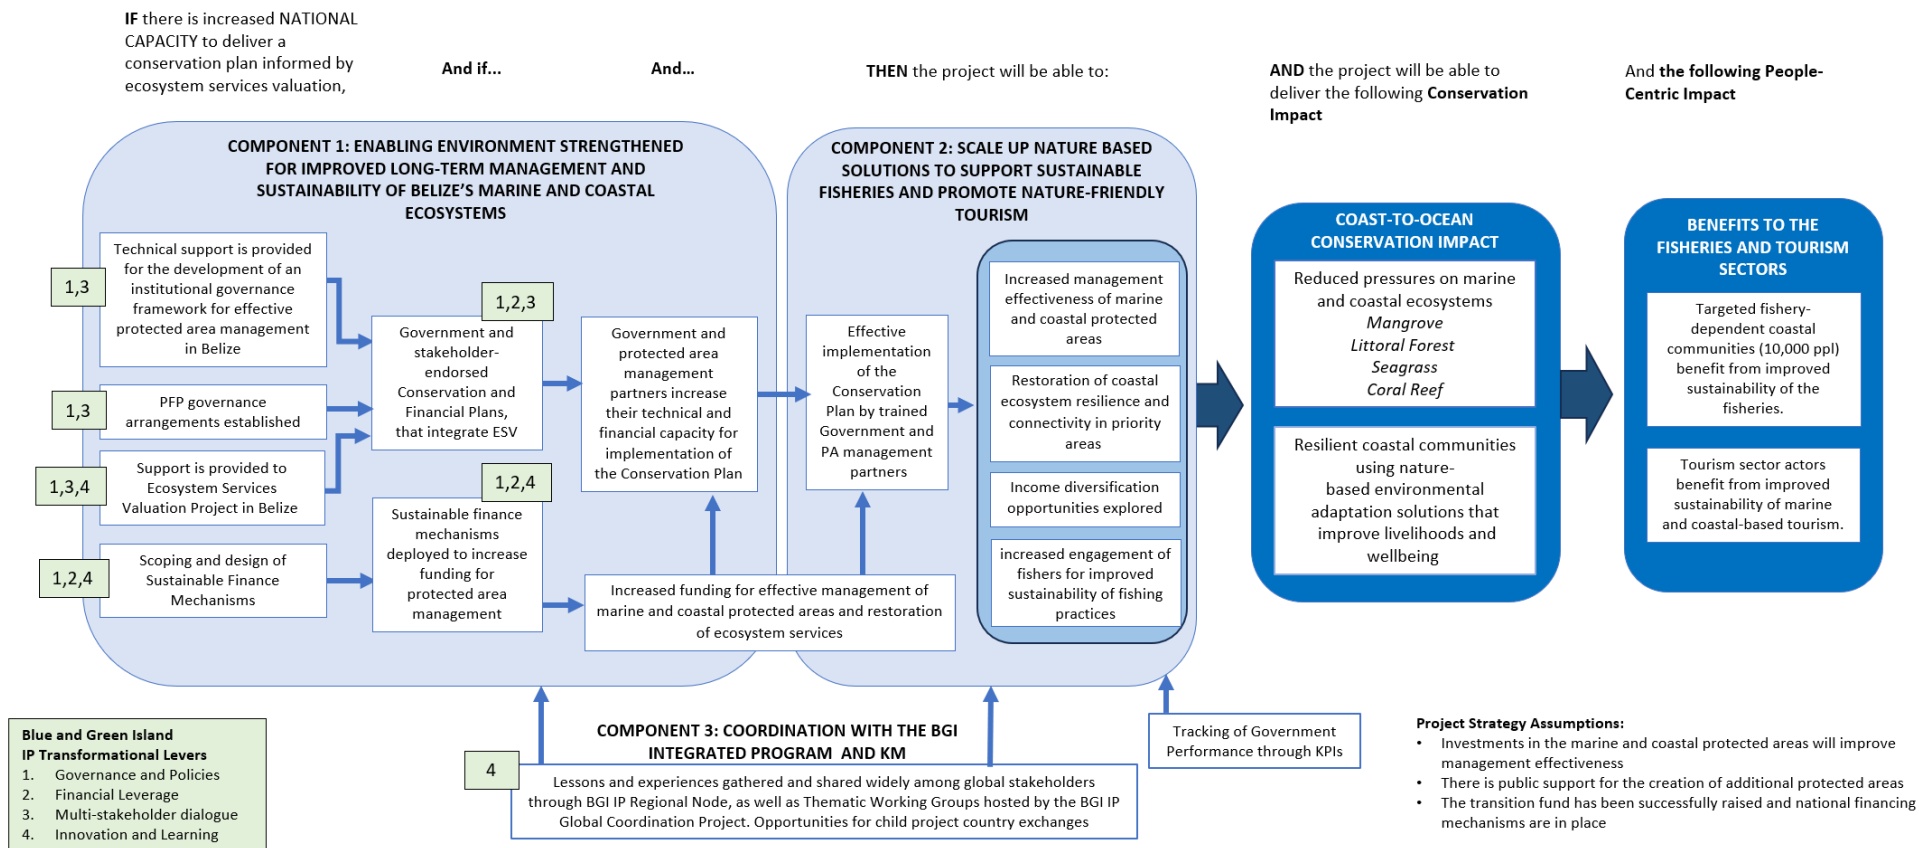 IF there is increased NATIONAL
CAPACITY to deliver a
conservation plan informed by
ecosystem services valuation,
And if...
And...
THEN the project will be able to:
AND the project will be able to
deliver the following Conservation
Impact
And the following People-
Centric Impact
COMPONENT 1: ENABLING ENVIRONMENT STRENGTHENED
FOR IMPROVED LONG-TERM MANAGEMENT AND
SUSTAINABILITY OF BELIZE’S MARINE AND COASTAL
ECOSYSTEMS
1,3
Technical support is provided
for the development of an
institutional governance
framework for effective
protected area management
in Belize
1,3
PFP governance
arrangements established
1,3,4
Support is provided to
Ecosystem Services
Valuation Project in Belize
1,2,4
Scoping and design of
Sustainable Finance
Mechanisms
1,2,3
Government and
stakeholder-
endorsed
Conservation and
Financial Plans,
that integrate ESV
1,2,4
Sustainable finance
mechanisms
deployed to increase
funding for
protected area
management
Government and
protected area
management
partners increase
their technical and
financial capacity for
implementation of
the Conservation Plan
Increased funding for effective management of
marine and coastal protected areas and restoration
of ecosystem services
COMPONENT 2: SCALE UP NATURE BASED
SOLUTIONS TO SUPPORT SUSTAINABLE
FISHERIES AND PROMOTE NATURE-FRIENDLY
TOURISM
Effective
implementation
of the
Conservation
Plan by trained
Government and
PA management
partners
Increased management
effectiveness of marine
and coastal protected
areas
Restoration of coastal
ecosystem resilience and
connectivity in priority
areas
Income diversification
opportunities explored
increased engagement of
fishers for improved
sustainability of fishing
practices
COAST-TO-OCEAN
CONSERVATION IMPACT
Reduced pressures on marine
and coastal ecosystems
Mangrove
Littoral Forest
Seagrass
Coral Reef
Resilient coastal communities
using nature-
based environmental
adaptation solutions that
improve livelihoods and
wellbeing
BENEFITS TO THE
FISHERIES AND TOURISM
SECTORS
Targeted fishery-
dependent coastal
communities (10,000 ppl)
benefit from improved
sustainability of the
fisheries.
Tourism sector actors
benefit from improved
sustainability of marine
and coastal-based tourism.
Blue and Green Island
IP Transformational Levers
1. Governance and Policies
2. Financial Leverage
3. Multi-stakeholder dialogue
4. Innovation and Learning
COMPONENT 3: COORDINATION WITH THE BGI
INTEGRATED PROGRAM AND KM
4
Lessons and experiences gathered and shared widely among global stakeholders
through BGI IP Regional Node, as well as Thematic Working Groups hosted by the BGI IP
Global Coordination Project. Opportunities for child project country exchanges
Tracking of Government
Performance through KPIs
Project Strategy Assumptions:
• Investments in the marine and coastal protected areas will improve
management effectiveness
• There is public support for the creation of additional protected areas
• The transition fund has been successfully raised and national financing
mechanisms are in place